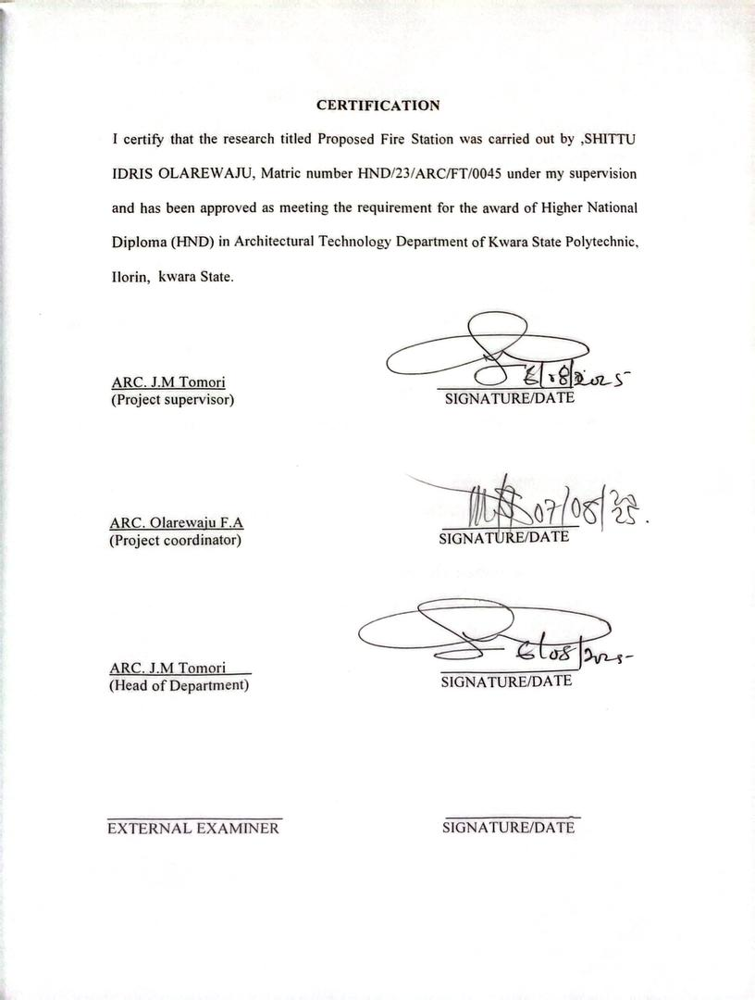 CERTIFICATION
I certify that the research titled Proposed Fire Station was carried out by ,SHITTU
IDRIS OLAREWAJU, Matric number HND/23/ARC/FT/0045 under my supervision
and has been approved as meeting the requirement for the award of Higher National
Diploma (HND) in Architectural Technology Department of Kwara State Polytechnic,
Ilorin, kwara State.
6/08/2025
ARC. J.M Tomori
(Project supervisor)
SIGNATURE/DATE
07/08/2025.
ARC. Olarewaju F.A
(Project coordinator)
SIGNATURE/DATE
6/08/2025
ARC. J.M Tomori
(Head of Department)
SIGNATURE/DATE
EXTERNAL EXAMINER
SIGNATURE/DATE